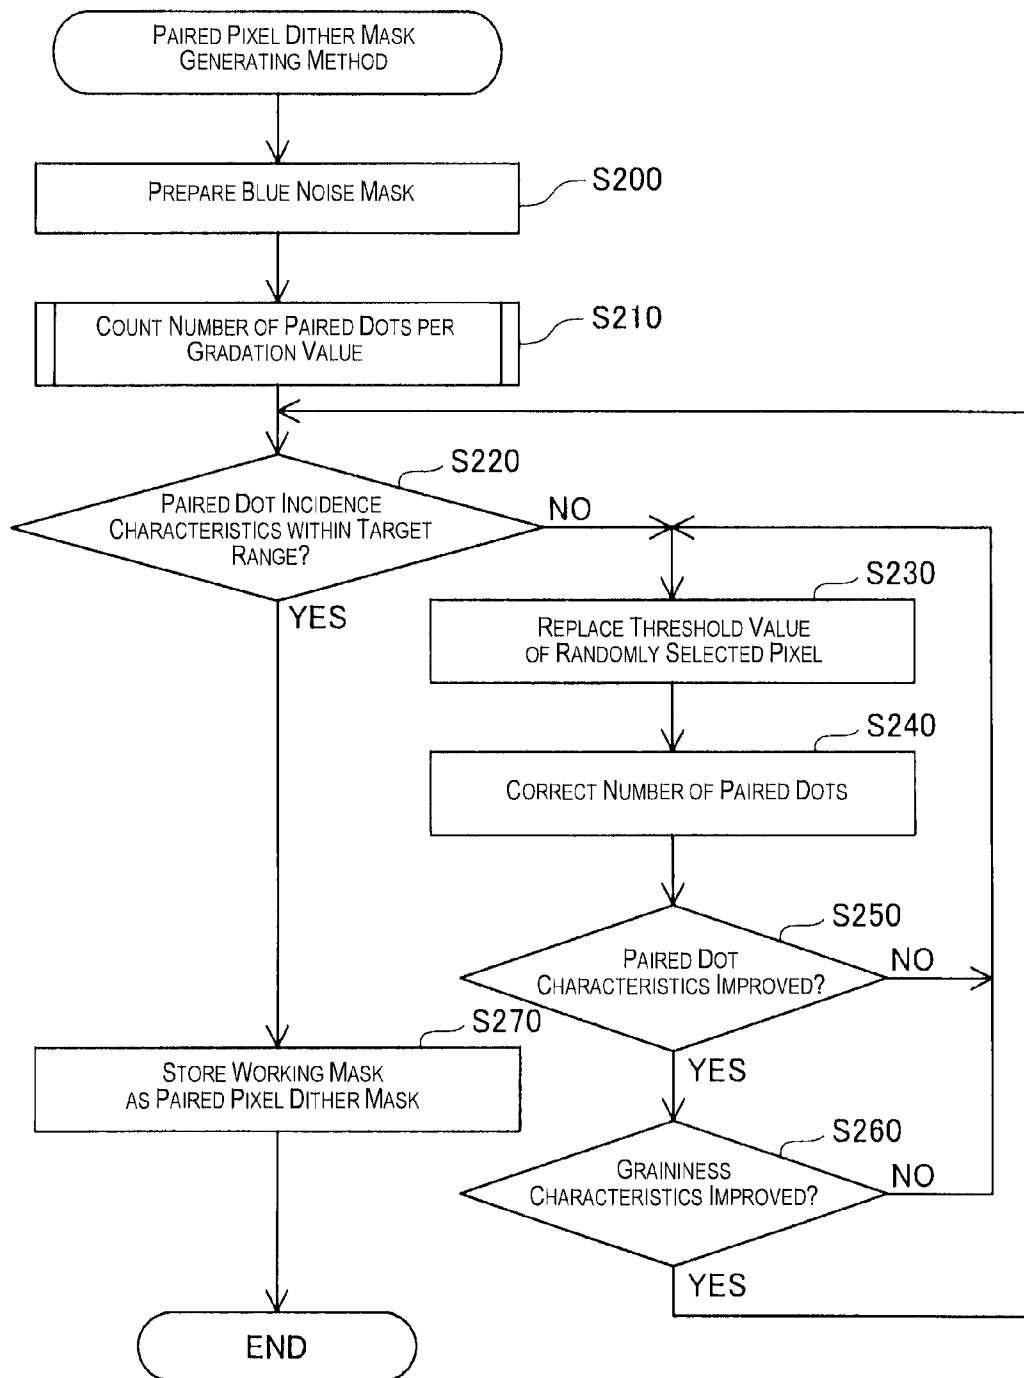 PAIRED PIXEL DITHER MASK
GENERATING METHOD
PREPARE BLUE NOISE MASK
S200
COUNT NUMBER OF PAIRED DOTS PER
GRADATION VALUE
S210
S220
PAIRED DOT INCIDENCE
CHARACTERISTICS WITHIN TARGET
RANGE?
NO
YES
S230
REPLACE THRESHOLD VALUE
OF RANDOMLY SELECTED PIXEL
S240
CORRECT NUMBER OF PAIRED DOTS
S250
PAIRED DOT
CHARACTERISTICS IMPROVED?
NO
YES
S270
STORE WORKING MASK
AS PAIRED PIXEL DITHER MASK
S260
GRAININESS
CHARACTERISTICS IMPROVED?
NO
YES
END